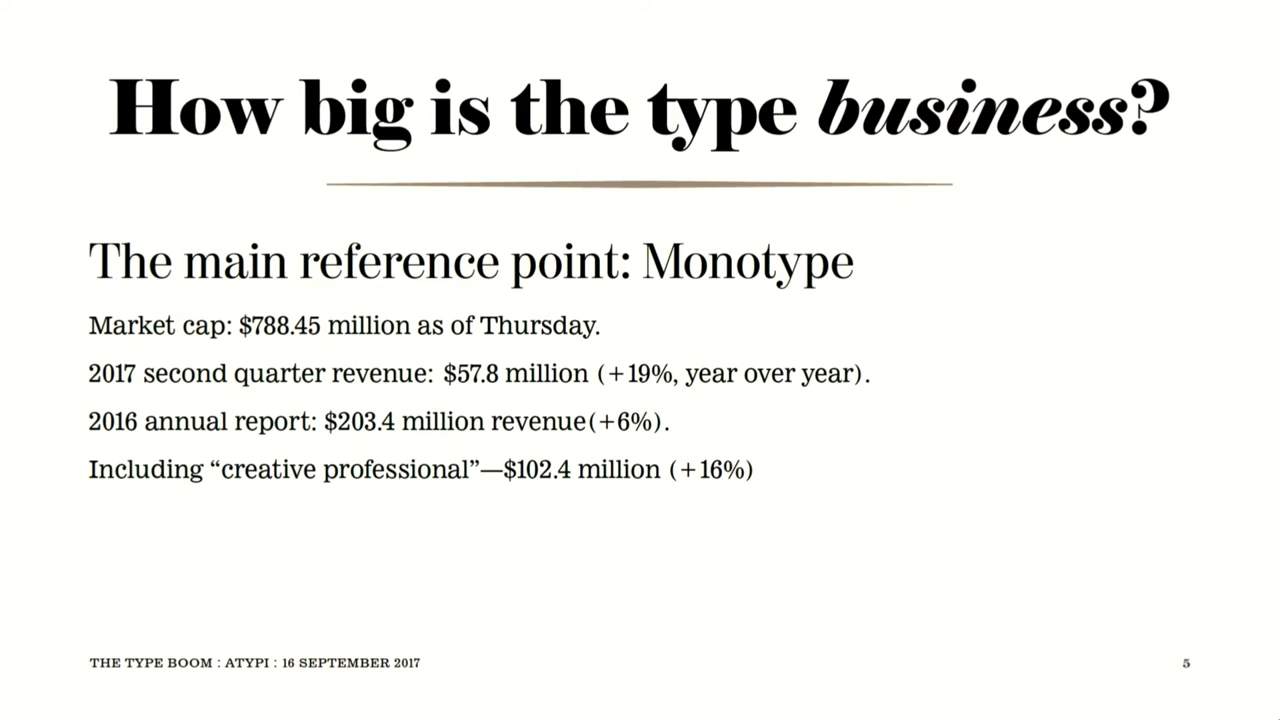 How big is the type business?
The main reference point: Monotype
Market cap: $788.45 million as of Thursday.
2017 second quarter revenue: $57.8 million (+19%, year over year).
2016 annual report: $203.4 million revenue(+6%).
Including “creative professional”—$102.4 million (+16%)
THE TYPE BOOM : ATYPI : 16 SEPTEMBER 2017
5